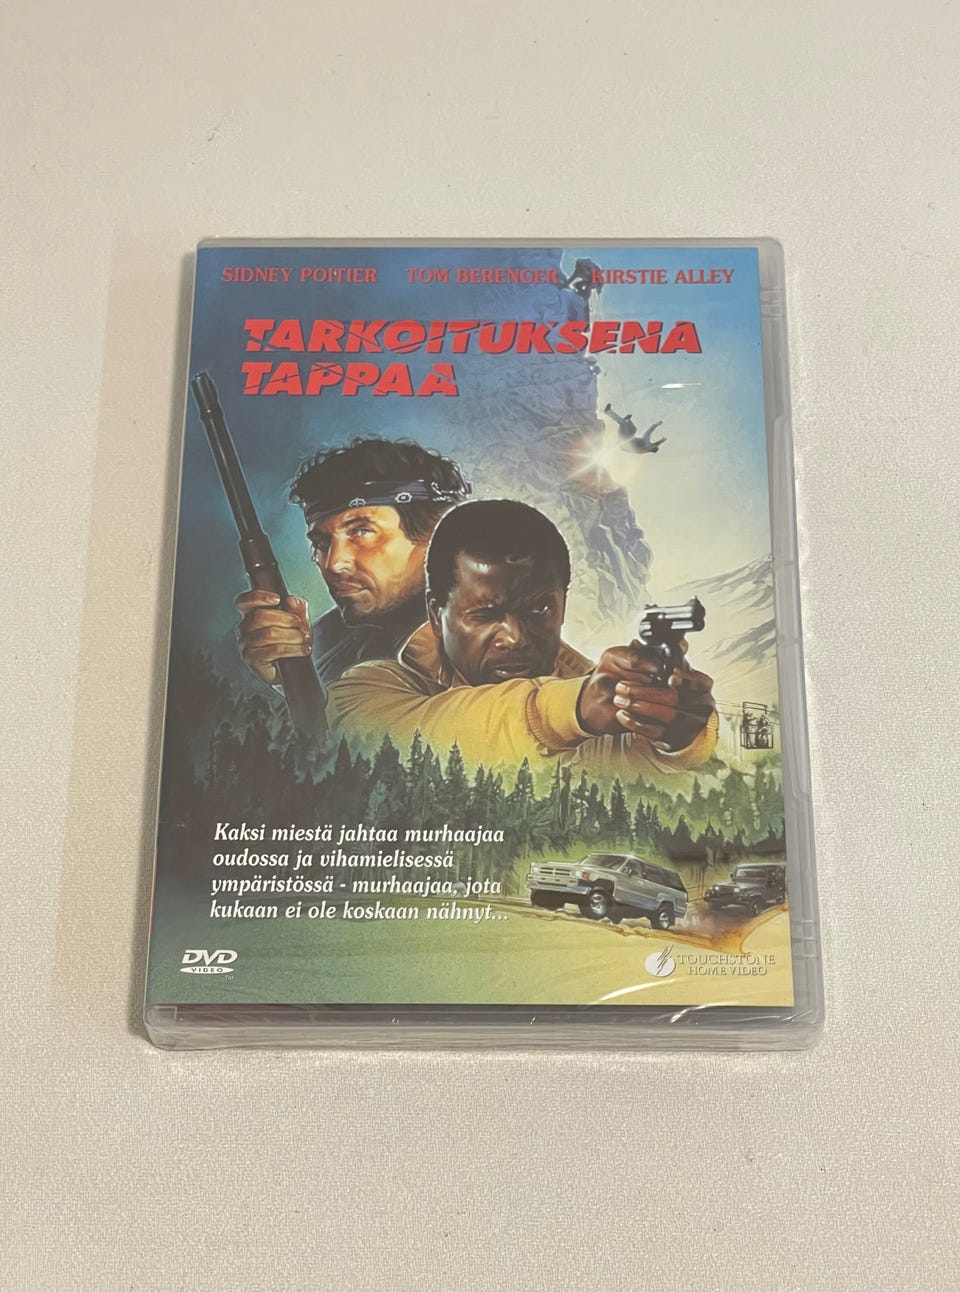 SIDNEY POITIER TOM BERENGER KIRSTIE ALLEY
TARKOITUKSENA
TAPPAA
Kaksi miestä jahtaa murhaajaa
oudossa ja vihamielisessä
ympäristössä - murhaajaa, jota
kukaan ei ole koskaan nähnyt...
DVD
VIDEO
TM
TOUCHSTONE
HOME VIDEO